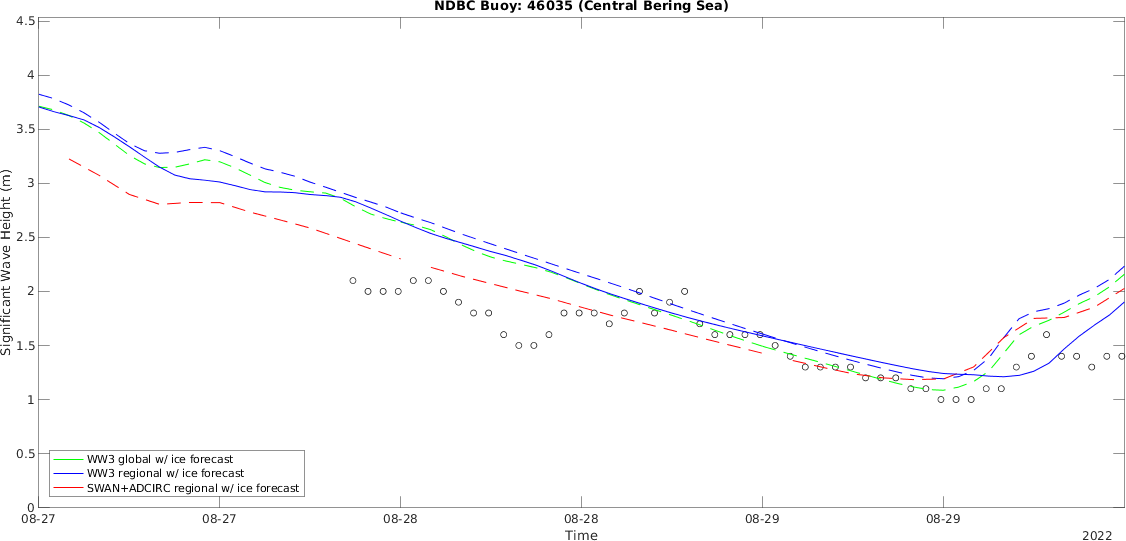 NDBC Buoy: 46035 (Central Bering Sea)
4.5
4
3.5
3
2.5
2
1.5
1
0.5
0
Significant Wave Height (m)
WW3 global w/ ice forecast
WW3 regional w/ ice forecast
SWAN+ADCIRC regional w/ ice forecast
08-27 08-27 08-28 08-28 08-29 08-29
Time
2022